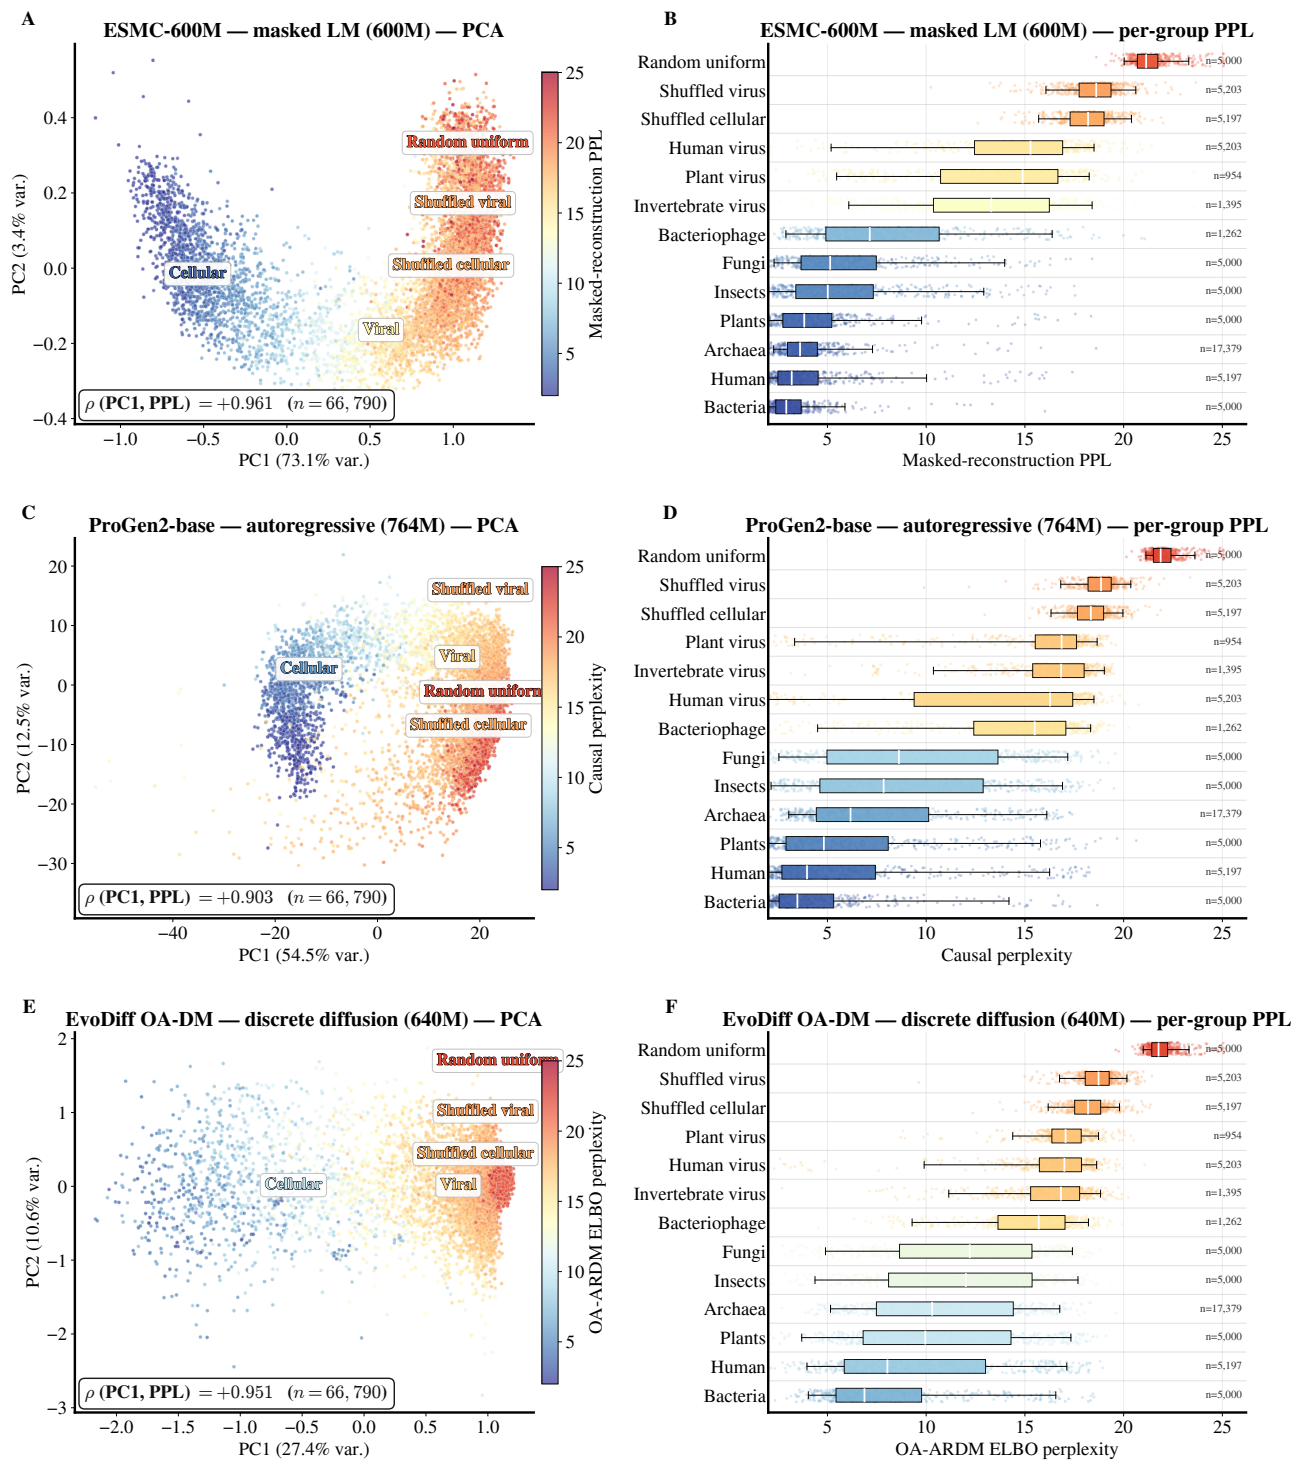 A
ESMC-600M — masked LM (600M) — PCA
0.4
0.2
0.0
−0.2
−0.4
PC2 (3.4% var.)
Random uniform
Shuffled viral
Shuffled cellular
Cellular
Viral
ρ (PC1, PPL) = +0.961 (n = 66, 790)
−1.0 −0.5 0.0 0.5 1.0
PC1 (73.1% var.)
25
20
15
10
5
Masked-reconstruction PPL
B
ESMC-600M — masked LM (600M) — per-group PPL
Random uniform n=5,000
Shuffled virus n=5,203
Shuffled cellular n=5,197
Human virus n=5,203
Plant virus n=954
Invertebrate virus n=1,395
Bacteriophage n=1,262
Fungi n=5,000
Insects n=5,000
Plants n=5,000
Archaea n=17,379
Human n=5,197
Bacteria n=5,000
5 10 15 20 25
Masked-reconstruction PPL
C
ProGen2-base — autoregressive (764M) — PCA
20
10
0
−10
−20
−30
PC2 (12.5% var.)
Shuffled viral
Viral
Cellular
Random uniform
Shuffled cellular
ρ (PC1, PPL) = +0.903 (n = 66, 790)
−40 −20 0 20
PC1 (54.5% var.)
25
20
15
10
5
Causal perplexity
D
ProGen2-base — autoregressive (764M) — per-group PPL
Random uniform n=5,000
Shuffled virus n=5,203
Shuffled cellular n=5,197
Plant virus n=954
Invertebrate virus n=1,395
Human virus n=5,203
Bacteriophage n=1,262
Fungi n=5,000
Insects n=5,000
Archaea n=17,379
Plants n=5,000
Human n=5,197
Bacteria n=5,000
5 10 15 20 25
Causal perplexity
E
EvoDiff OA-DM — discrete diffusion (640M) — PCA
2
1
0
−1
−2
−3
PC2 (10.6% var.)
Random uniform
Shuffled viral
Shuffled cellular
Cellular
Viral
ρ (PC1, PPL) = +0.951 (n = 66, 790)
−2.0 −1.5 −1.0 −0.5 0.0 0.5 1.0
PC1 (27.4% var.)
25
20
15
10
5
OA-ARDM ELBO perplexity
F
EvoDiff OA-DM — discrete diffusion (640M) — per-group PPL
Random uniform n=5,000
Shuffled virus n=5,203
Shuffled cellular n=5,197
Plant virus n=954
Human virus n=5,203
Invertebrate virus n=1,395
Bacteriophage n=1,262
Fungi n=5,000
Insects n=5,000
Archaea n=17,379
Plants n=5,000
Human n=5,197
Bacteria n=5,000
5 10 15 20 25
OA-ARDM ELBO perplexity